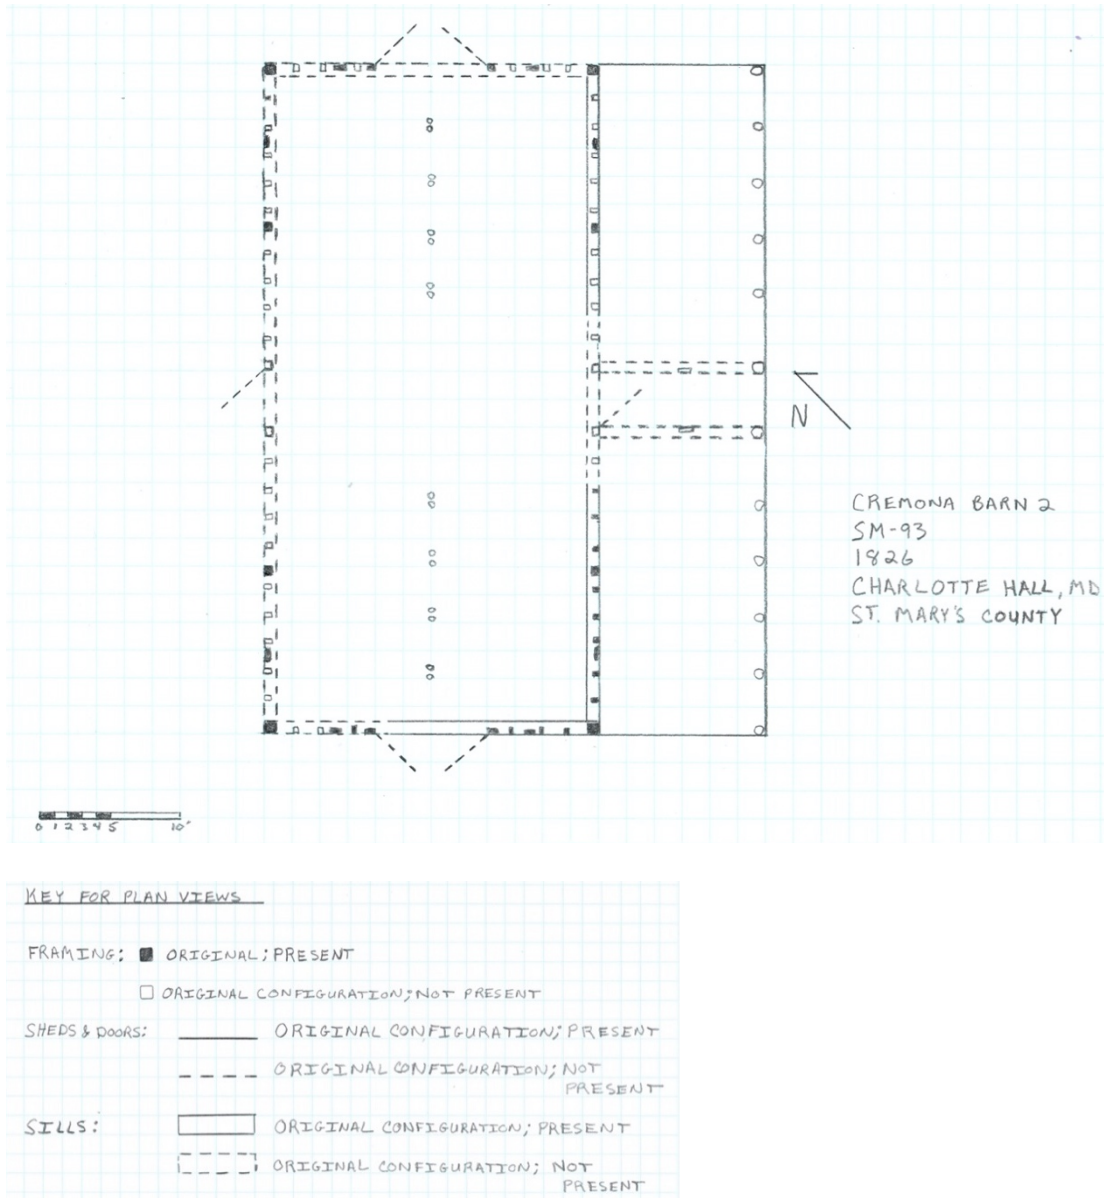 N
CREMONA BARN 2
SM-93
1826
CHARLOTTE HALL, MD
ST. MARY'S COUNTY
0 1 2 3 4 5 10'
KEY FOR PLAN VIEWS
FRAMING: ORIGINAL; PRESENT
ORIGINAL CONFIGURATION; NOT PRESENT
SHEDS & DOORS: ORIGINAL CONFIGURATION; PRESENT
ORIGINAL CONFIGURATION; NOT
PRESENT
SILLS: ORIGINAL CONFIGURATION; PRESENT
ORIGINAL CONFIGURATION; NOT
PRESENT